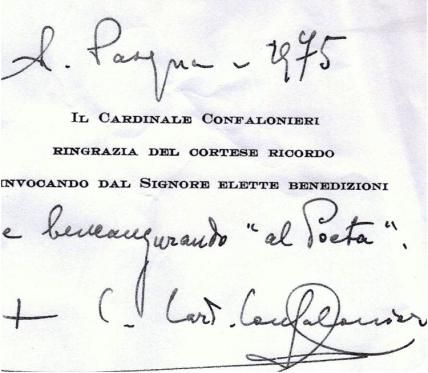 S. Pasqua - 1975
IL CARDINALE CONFALONIERI
RINGRAZIA DEL CORTESE RICORDO
INVOCANDO DAL SIGNORE ELETTE BENEDIZIONI
e beneaugurando "al Poeta".
+ C. Card. Confalonieri